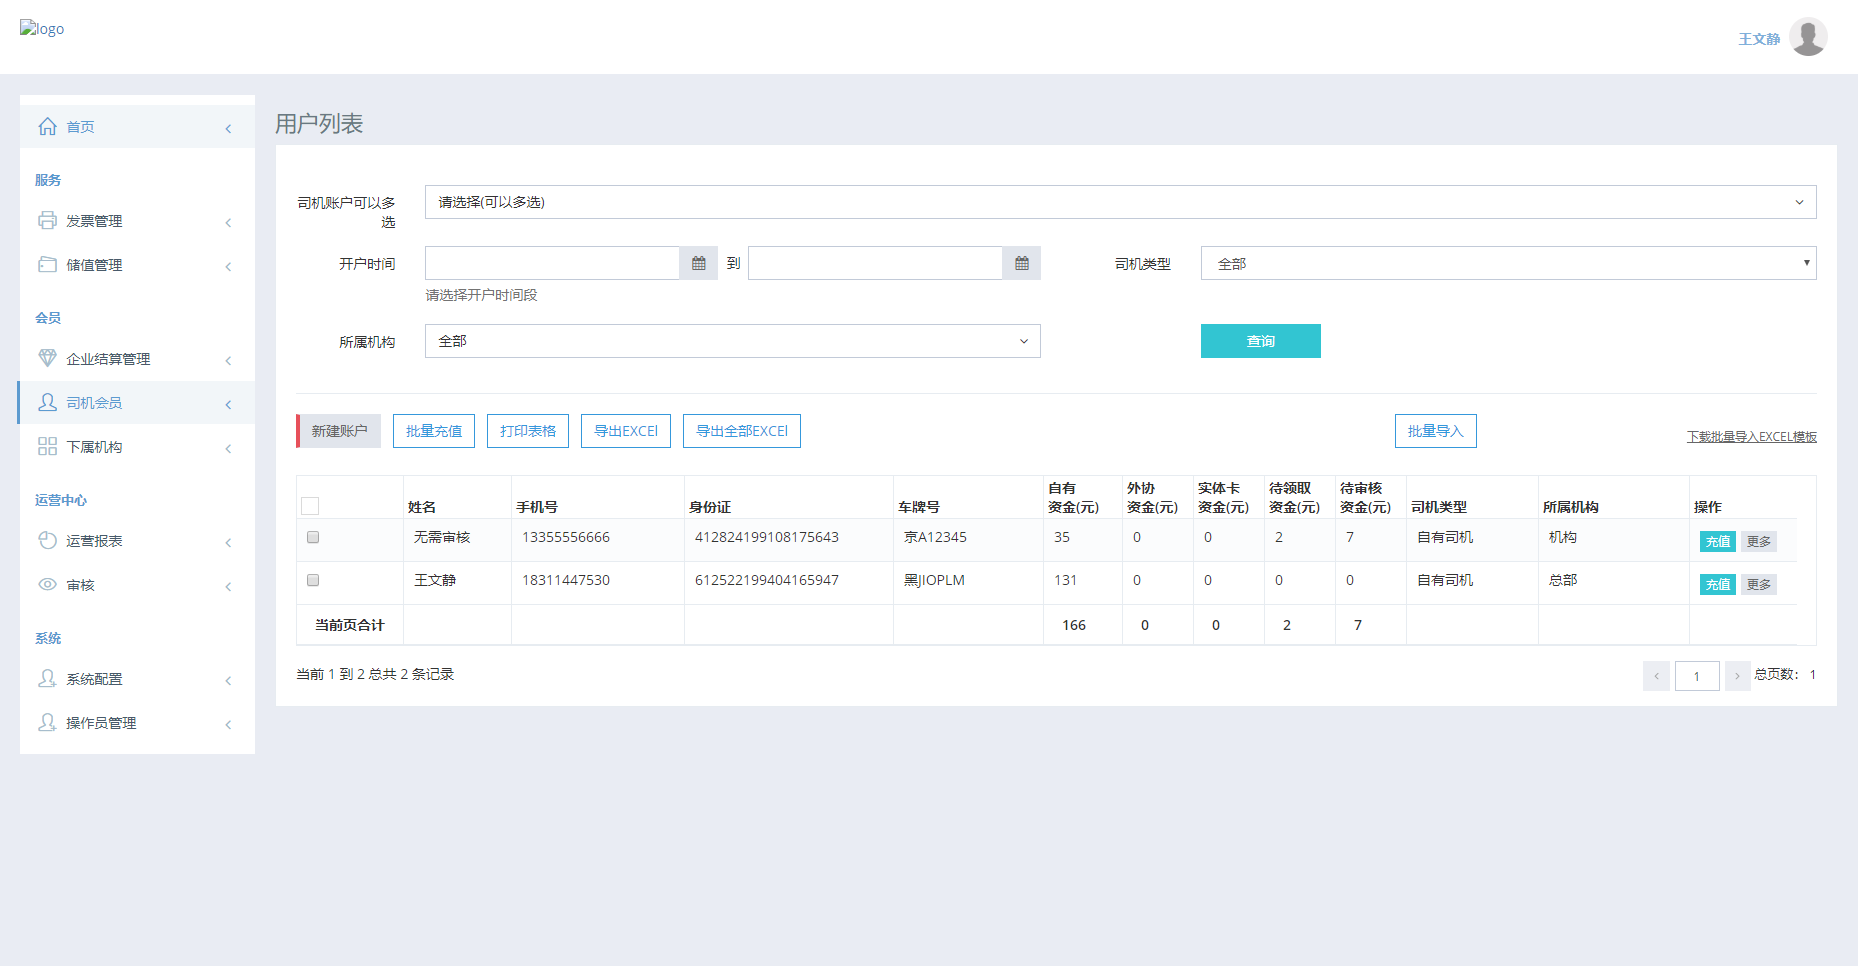 logo
王文静
首页
服务
发票管理
储值管理
会员
企业结算管理
司机会员
下属机构
运营中心
运营报表
审核
系统
系统配置
操作员管理
用户列表
司机账户可以多
选
请选择(可以多选)
开户时间
到
司机类型
全部
请选择开户时间段
所属机构
全部
查询
新建账户
批量充值
打印表格
导出EXCEl
导出全部EXCEl
批量导入
下载批量导入EXCEL模板
姓名 手机号 身份证 车牌号 自有资金(元) 外协资金(元) 实体卡资金(元) 待领取资金(元) 待审核资金(元) 司机类型 所属机构 操作
无需审核 13355556666 412824199108175643 京A12345 35 0 0 2 7 自有司机 机构 充值 更多
王文静 18311447530 612522199404165947 黑JIOPLM 131 0 0 0 0 自有司机 总部 充值 更多
当前页合计 166 0 0 2 7
当前 1 到 2 总共 2 条记录
1
总页数： 1